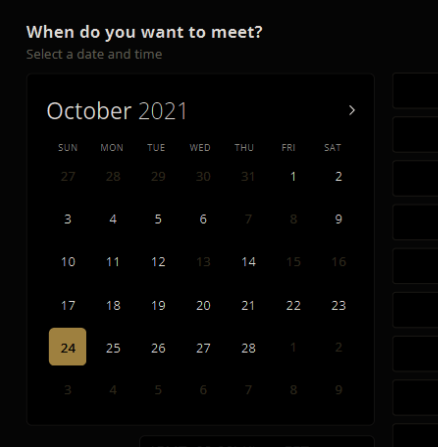 When do you want to meet?
Select a date and time
October 2021
SUN MON TUE WED THU FRI SAT
27 28 29 30 31 1 2
3 4 5 6 7 8 9
10 11 12 13 14 15 16
17 18 19 20 21 22 23
24 25 26 27 28 1 2
3 4 5 6 7 8 9